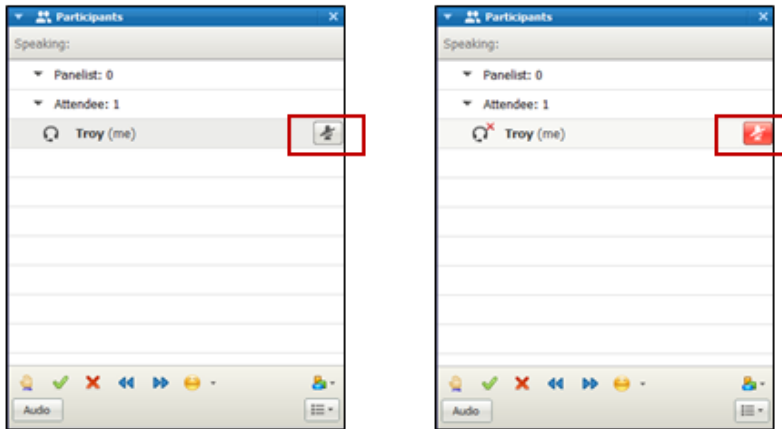 Participants
Speaking:
Panelist: 0
Attendee: 1
Troy (me)
Audio
Participants
Speaking:
Panelist: 0
Attendee: 1
Troy (me)
Audio